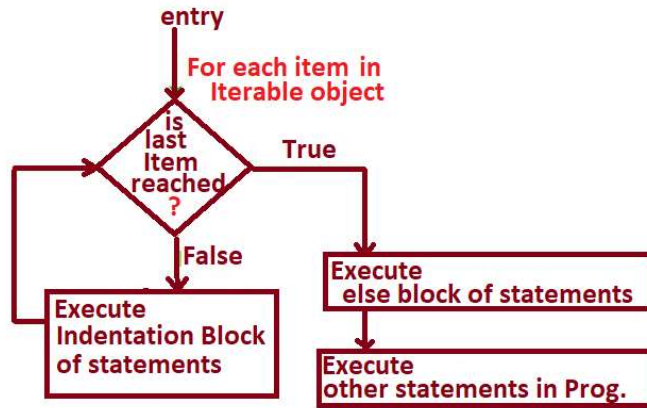 entry
For each item in
Iterable object
is
last
Item
reached
?
True
False
Execute
Indentation Block
of statements
Execute
else block of statements
Execute
other statements in Prog.